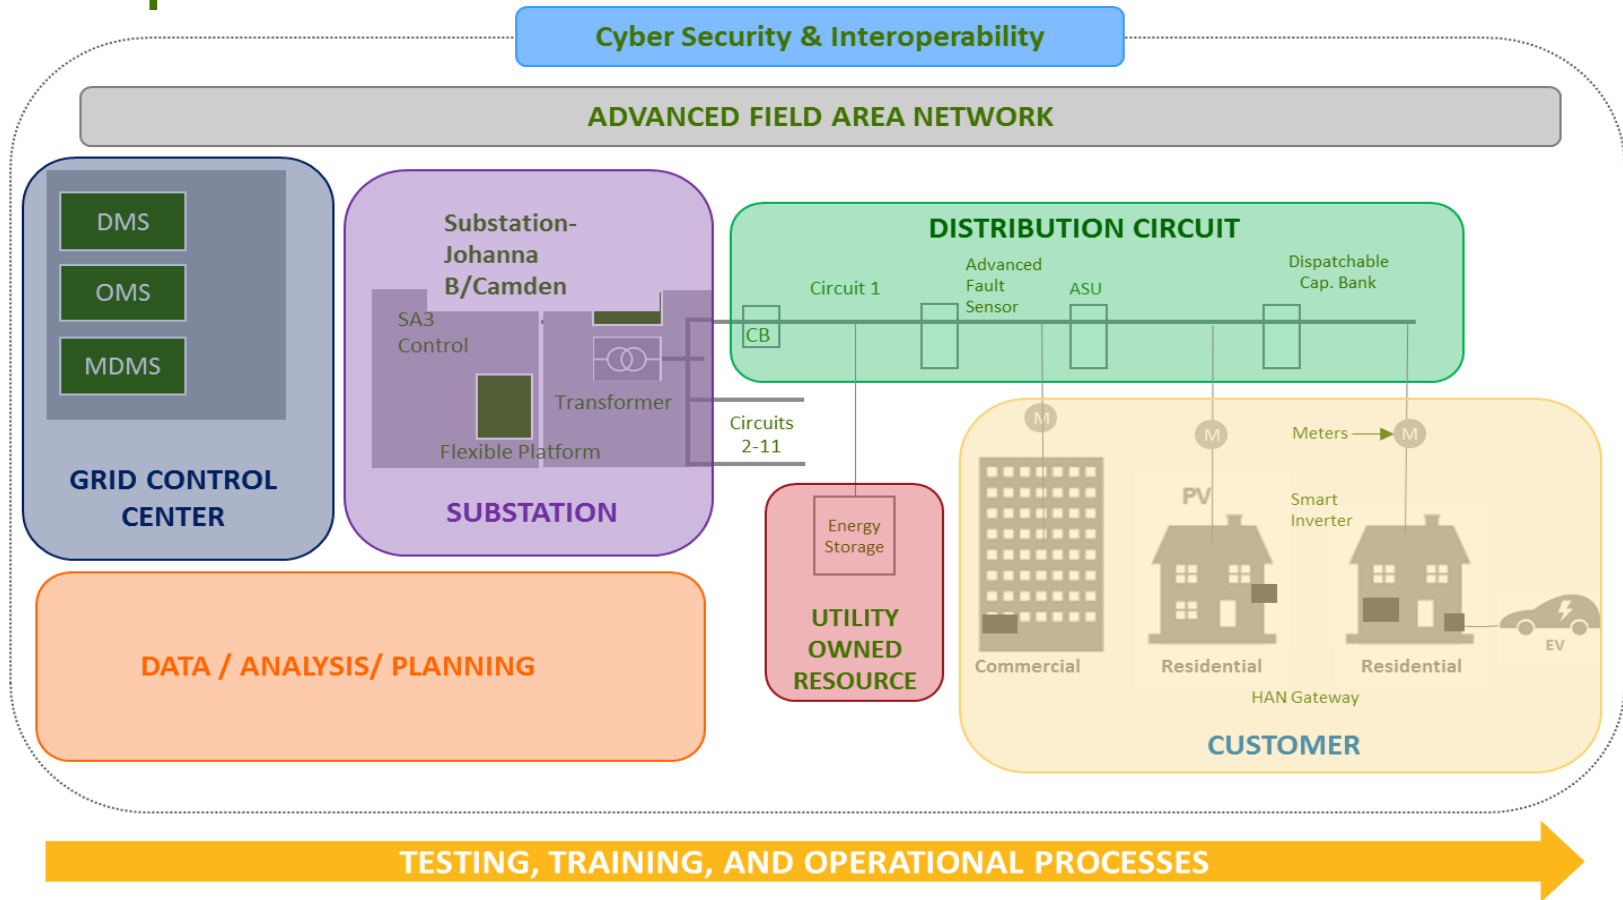 Cyber Security & Interoperability
ADVANCED FIELD AREA NETWORK
DMS
OMS
MDMS
GRID CONTROL
CENTER
Substation-
Johanna
B/Camden
SA3
Control
Transformer
Flexible Platform
SUBSTATION
DISTRIBUTION CIRCUIT
CB
Circuit 1
Advanced
Fault
Sensor
ASU
Dispatchable
Cap. Bank
Circuits
2-11
Energy
Storage
UTILITY
OWNED
RESOURCE
M
M
Meters
M
PV
Smart
Inverter
Commercial
Residential
Residential
EV
HAN Gateway
CUSTOMER
DATA / ANALYSIS/ PLANNING
TESTING, TRAINING, AND OPERATIONAL PROCESSES